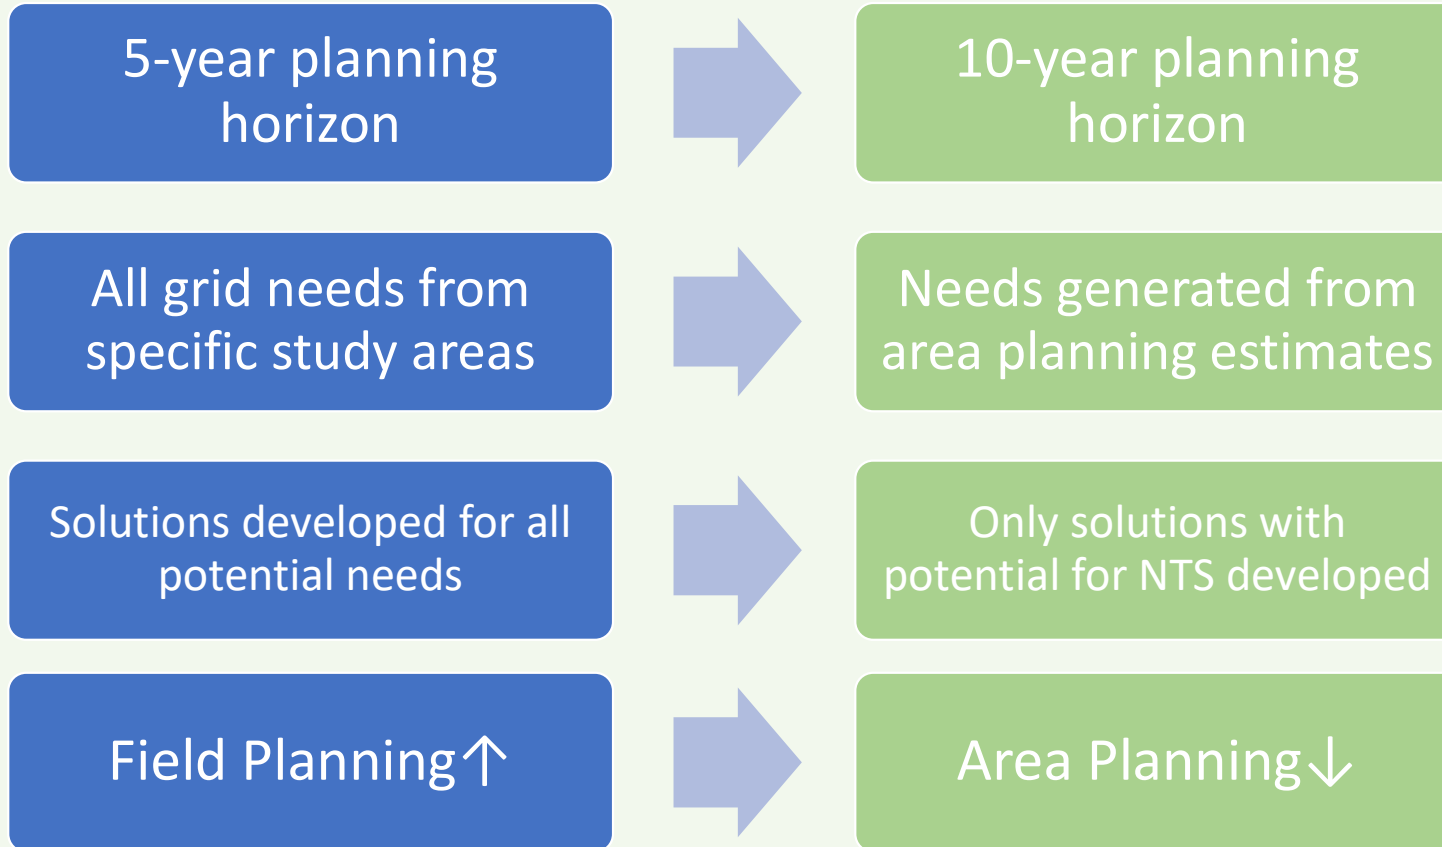 5-year planning
horizon
10-year planning
horizon
All grid needs from
specific study areas
Needs generated from
area planning estimates
Solutions developed for all
potential needs
Only solutions with
potential for NTS developed
Field Planning↑
Area Planning↓